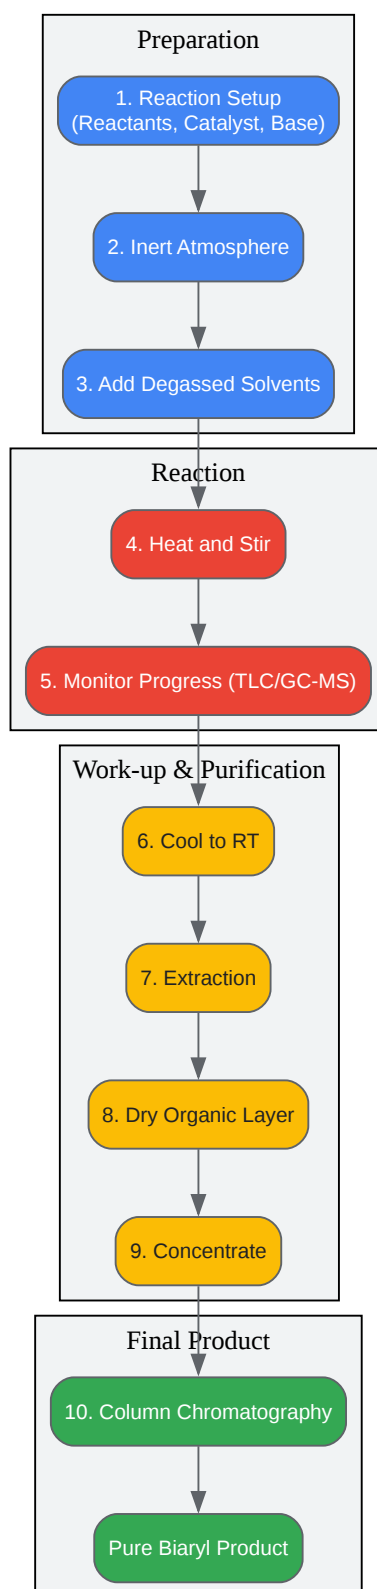 Preparation
1. Reaction Setup
(Reactants, Catalyst, Base)
2. Inert Atmosphere
3. Add Degassed Solvents
Reaction
4. Heat and Stir
5. Monitor Progress (TLC/GC-MS)
Work-up & Purification
6. Cool to RT
7. Extraction
8. Dry Organic Layer
9. Concentrate
Final Product
10. Column Chromatography
Pure Biaryl Product